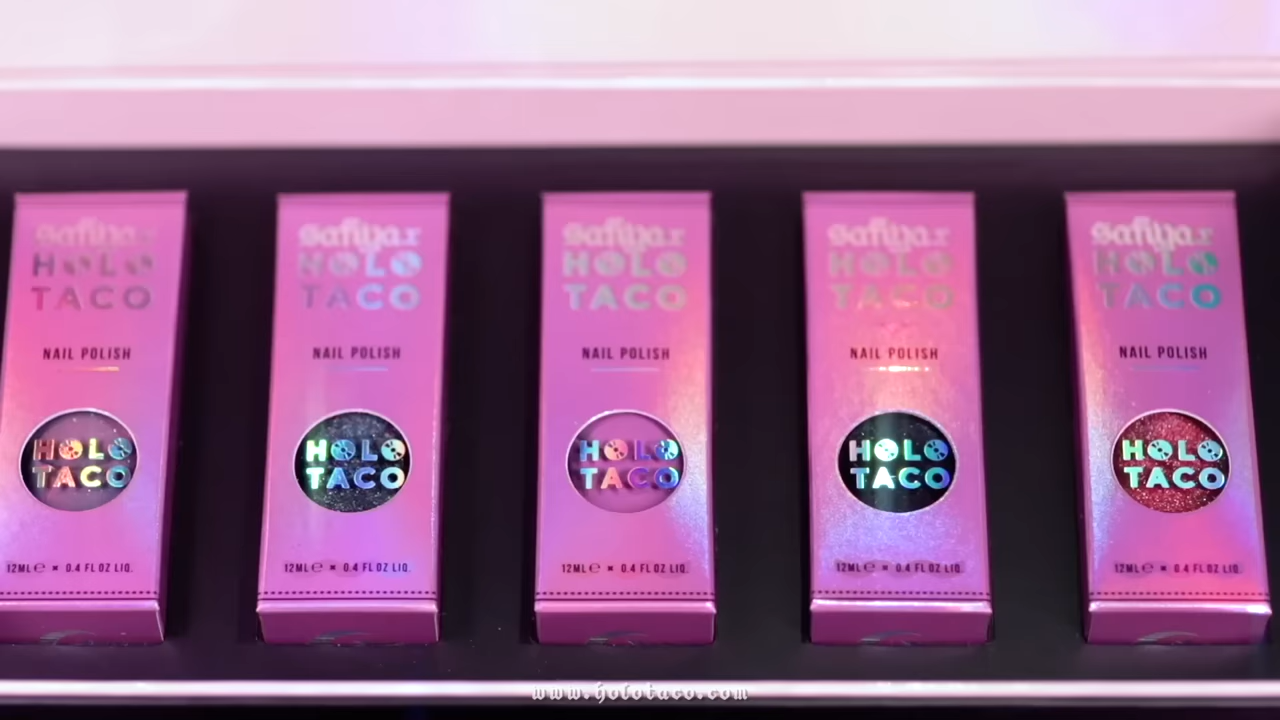 Safiya x
HOLO
TACO
NAIL POLISH
HOLO
TACO
12ML e × 0.4 FL OZ LIQ.
Safiya x
HOLO
TACO
NAIL POLISH
HOLO
TACO
12ML e × 0.4 FL OZ LIQ.
Safiya x
HOLO
TACO
NAIL POLISH
HOLO
TACO
12ML e × 0.4 FL OZ LIQ.
Safiya x
HOLO
TACO
NAIL POLISH
HOLO
TACO
12ML e × 0.4 FL OZ LIQ.
Safiya x
HOLO
TACO
NAIL POLISH
HOLO
TACO
12ML e × 0.4 FL OZ LIQ.
www.holotaco.com